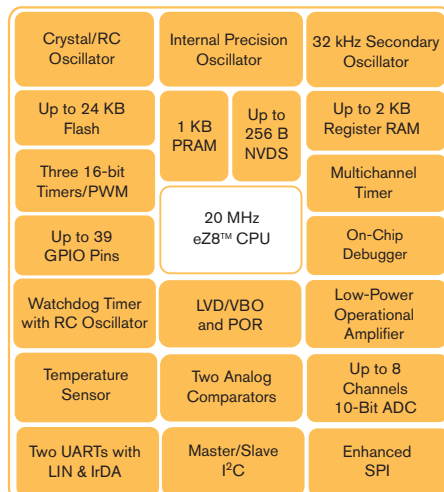 Crystal/RC
Oscillator
Internal Precision
Oscillator
32 kHz Secondary
Oscillator
Up to 24 KB
Flash
1 KB
PRAM
Up to
256 B
NVDS
Up to 2 KB
Register RAM
Three 16-bit
Timers/PWM
Multichannel
Timer
20 MHz
eZ8™ CPU
Up to 39
GPIO Pins
On-Chip
Debugger
Watchdog Timer
with RC Oscillator
LVD/VBO
and POR
Low-Power
Operational
Amplifier
Temperature
Sensor
Two Analog
Comparators
Up to 8
Channels
10-Bit ADC
Two UARTs with
LIN & IrDA
Master/Slave
I²C
Enhanced
SPI